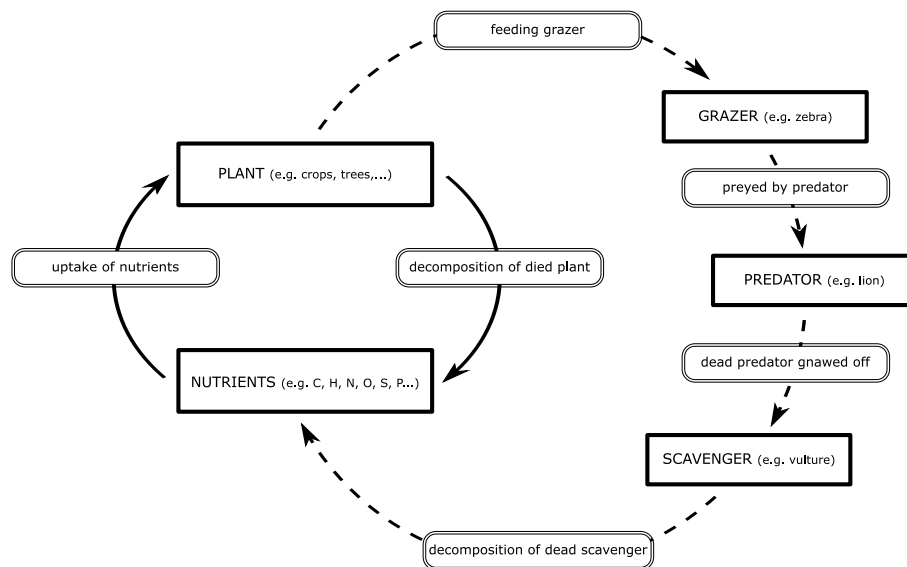 feeding grazer
GRAZER (e.g. zebra)
PLANT (e.g. crops, trees,...)
preyed by predator
uptake of nutrients
decomposition of died plant
PREDATOR (e.g. lion)
dead predator gnawed off
NUTRIENTS (e.g. C, H, N, O, S, P...)
SCAVENGER (e.g. vulture)
decomposition of dead scavenger